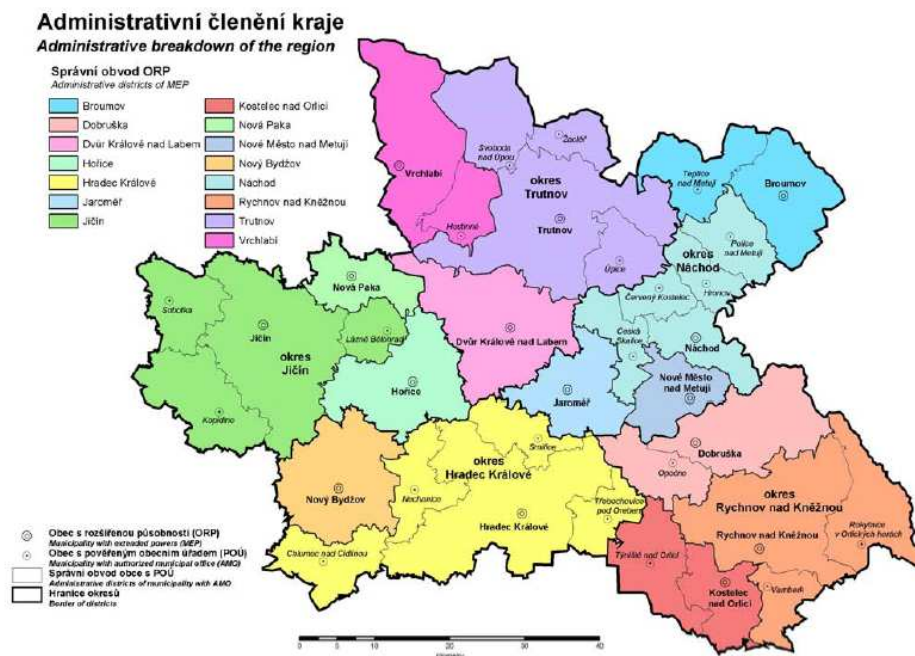 Administrativní členění kraje
Administrative breakdown of the region
Správní obvod ORP
Administrative districts of MEP
Broumov
Dobruška
Dvůr Králové nad Labem
Hořice
Hradec Králové
Jaroměř
Jičín
Kostelec nad Orlicí
Nová Paka
Nové Město nad Metují
Nový Bydžov
Náchod
Rychnov nad Kněžnou
Trutnov
Vrchlabí
Vrchlabí
Hostinné
Svoboda
nad Úpou
Žacléř
okres
Trutnov
Trutnov
Úpice
Teplice
nad Metují
Broumov
Police
nad Metují
okres
Náchod
Hronov
Červený Kostelec
Česká
Skalice
Náchod
Nové Město
nad Metují
Nová Paka
Sobotka
Jičín
Lázně Bělohrad
okres
Jičín
Kopidlno
Hořice
Dvůr Králové nad Labem
Jaroměř
Dobruška
Opočno
okres
Hradec Králové
Smiřice
Nový Bydžov
Nechanice
Hradec Králové
Třebechovice
pod Orebem
Chlumec nad Cidlinou
okres
Rychnov nad Kněžnou
Rychnov nad Kněžnou
Rokytnice
v Orlických horách
Týniště nad Orlicí
Kostelec
nad Orlicí
Vamberk
Obec s rozšířenou působností (ORP)
Municipality with extended powers (MEP)
Obec s pověřeným obecním úřadem (POÚ)
Municipality with authorized municipal office (AMO)
Správní obvod obce s POÚ
Administrative districts of municipality with AMO
Hranice okresů
Border of districts
0 5 10 20 30 40
kilometry